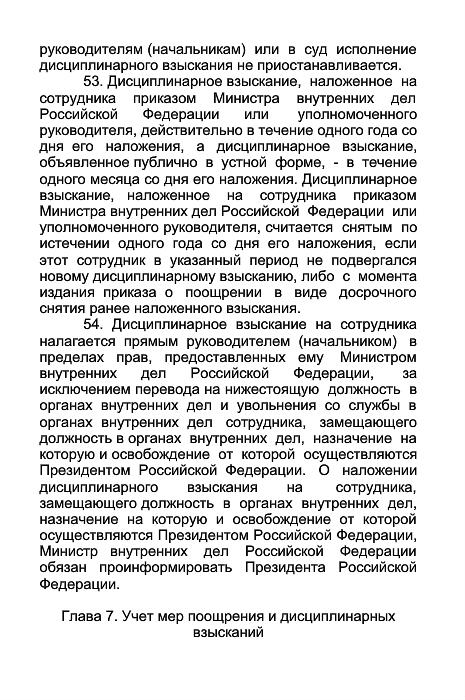 руководителям (начальникам) или в суд исполнение
дисциплинарного взыскания не приостанавливается.
53. Дисциплинарное взыскание, наложенное на
сотрудника приказом Министра внутренних дел
Российской Федерации или уполномоченного
руководителя, действительно в течение одного года со
дня его наложения, а дисциплинарное взыскание,
объявленное публично в устной форме, - в течение
одного месяца со дня его наложения. Дисциплинарное
взыскание, наложенное на сотрудника приказом
Министра внутренних дел Российской Федерации или
уполномоченного руководителя, считается снятым по
истечении одного года со дня его наложения, если
этот сотрудник в указанный период не подвергался
новому дисциплинарному взысканию, либо с момента
издания приказа о поощрении в виде досрочного
снятия ранее наложенного взыскания.
54. Дисциплинарное взыскание на сотрудника
налагается прямым руководителем (начальником) в
пределах прав, предоставленных ему Министром
внутренних дел Российской Федерации, за
исключением перевода на нижестоящую должность в
органах внутренних дел и увольнения со службы в
органах внутренних дел сотрудника, замещающего
должность в органах внутренних дел, назначение на
которую и освобождение от которой осуществляются
Президентом Российской Федерации. О наложении
дисциплинарного взыскания на сотрудника,
замещающего должность в органах внутренних дел,
назначение на которую и освобождение от которой
осуществляются Президентом Российской Федерации,
Министр внутренних дел Российской Федерации
обязан проинформировать Президента Российской
Федерации.
Глава 7. Учет мер поощрения и дисциплинарных
взысканий